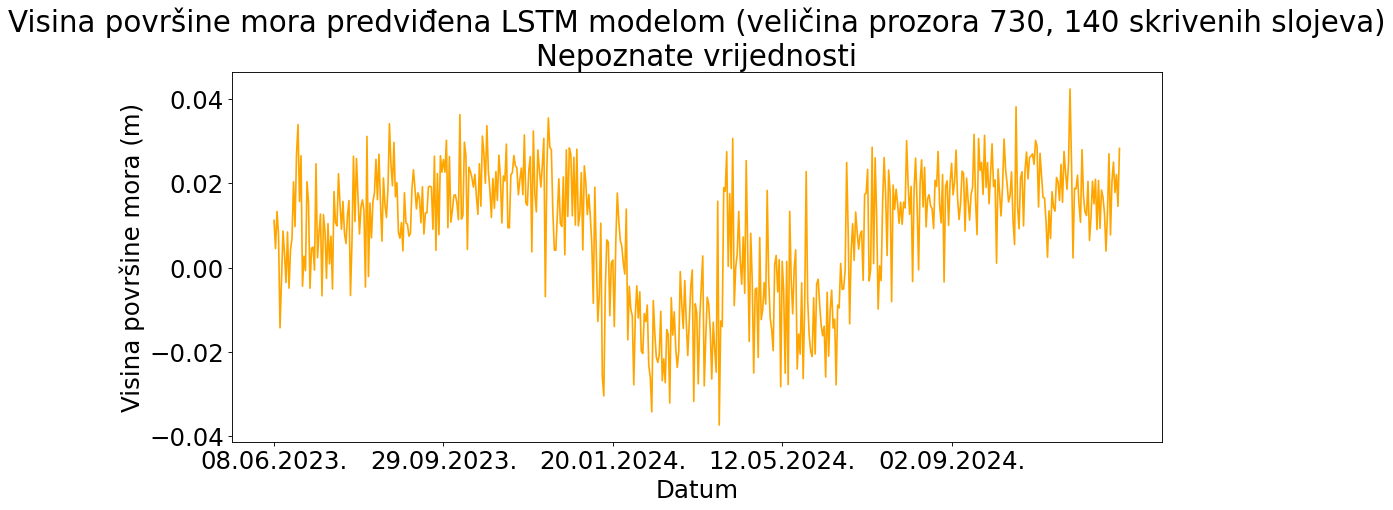 Visina površine mora predviđena LSTM modelom (veličina prozora 730, 140 skrivenih slojeva)
Nepoznate vrijednosti
Visina površine mora (m)
0.04
0.02
0.00
−0.02
−0.04
08.06.2023. 29.09.2023. 20.01.2024. 12.05.2024. 02.09.2024.
Datum